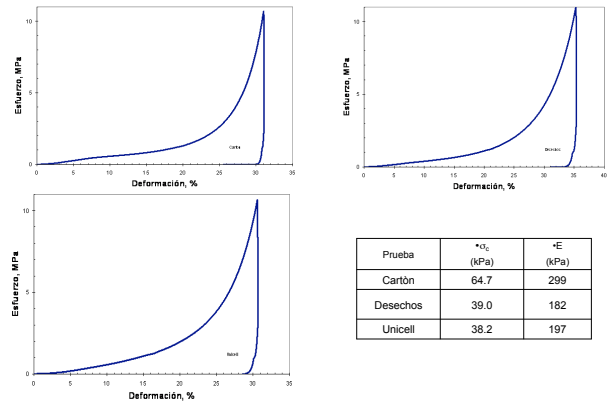 Esfuerzo, MPa
10
5
0
0 5 10 15 20 25 30 35
Deformación, %
Esfuerzo, MPa
10
5
0
0 5 10 15 20 25 30 35 40
Deformación, %
Desechos
Esfuerzo, MPa
10
5
0
0 5 10 15 20 25 30 35
Deformación, %
Unicell
Prueba •σc (kPa) •E (kPa)
Cartòn 64.7 299
Desechos 39.0 182
Unicell 38.2 197